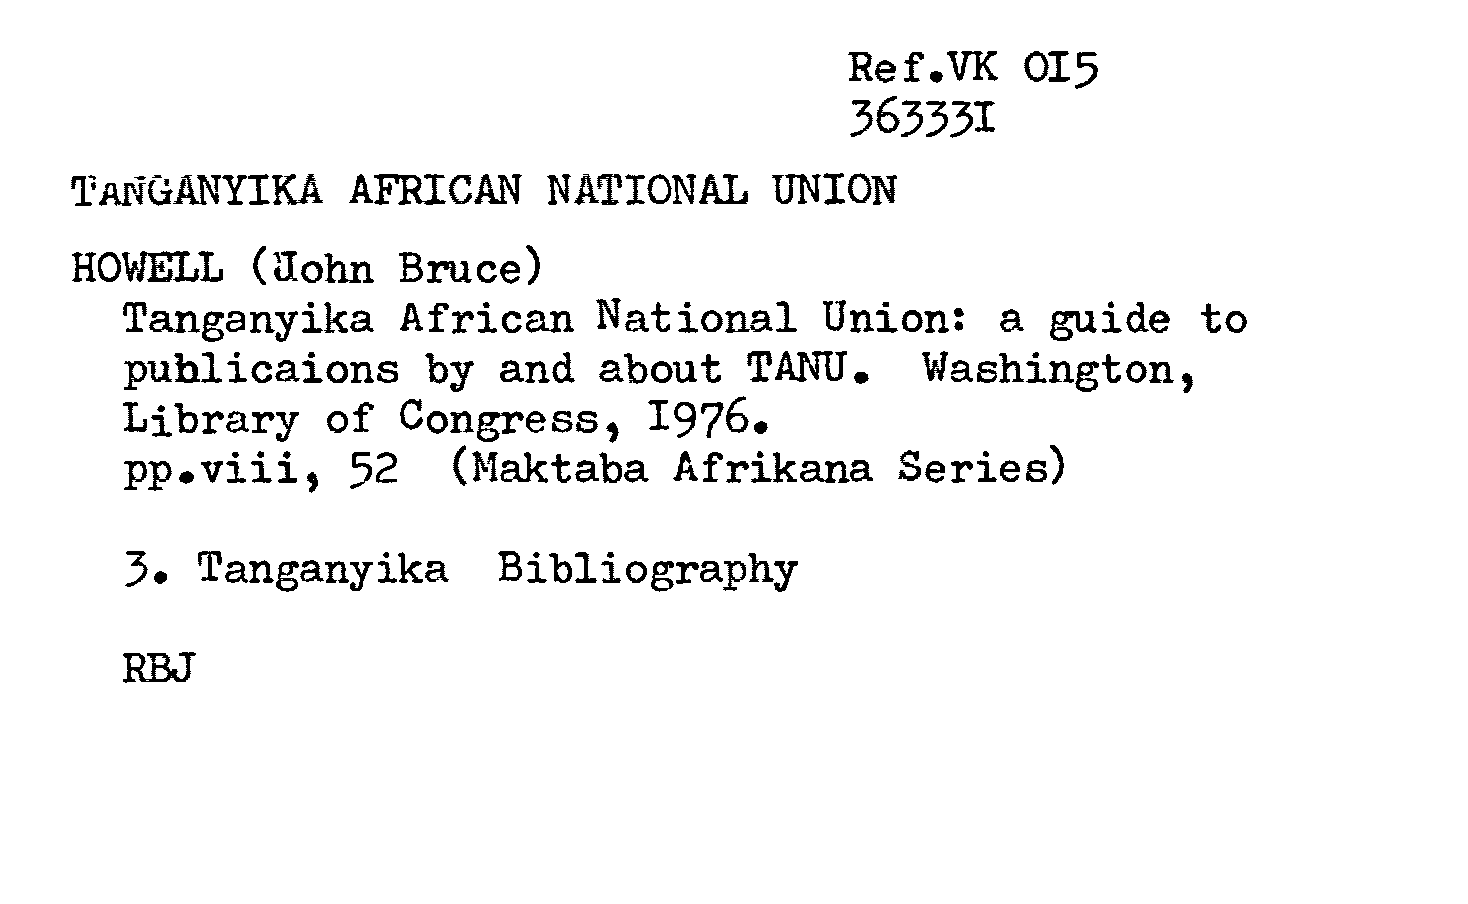 Ref.VK OI5
36333I
TANGANYIKA AFRICAN NATIONAL UNION
HOWELL (John Bruce)
Tanganyika African National Union: a guide to
publicaions by and about TANU. Washington,
Library of Congress, I976.
pp.viii, 52 (Maktaba Afrikana Series)
3. Tanganyika Bibliography
RBJ